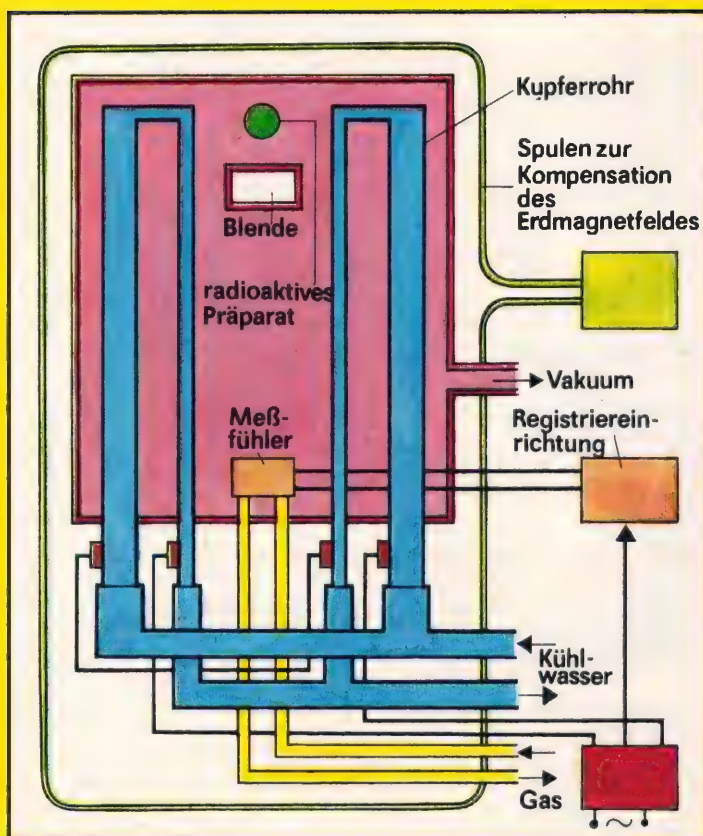 Kupferrohr
Spulen zur
Kompensation
des
Erdmagnetfeldes
Blende
radioaktives
Präparat
Vakuum
Meß-
fühler
Registrierein-
richtung
Kühl-
wasser
Gas
~